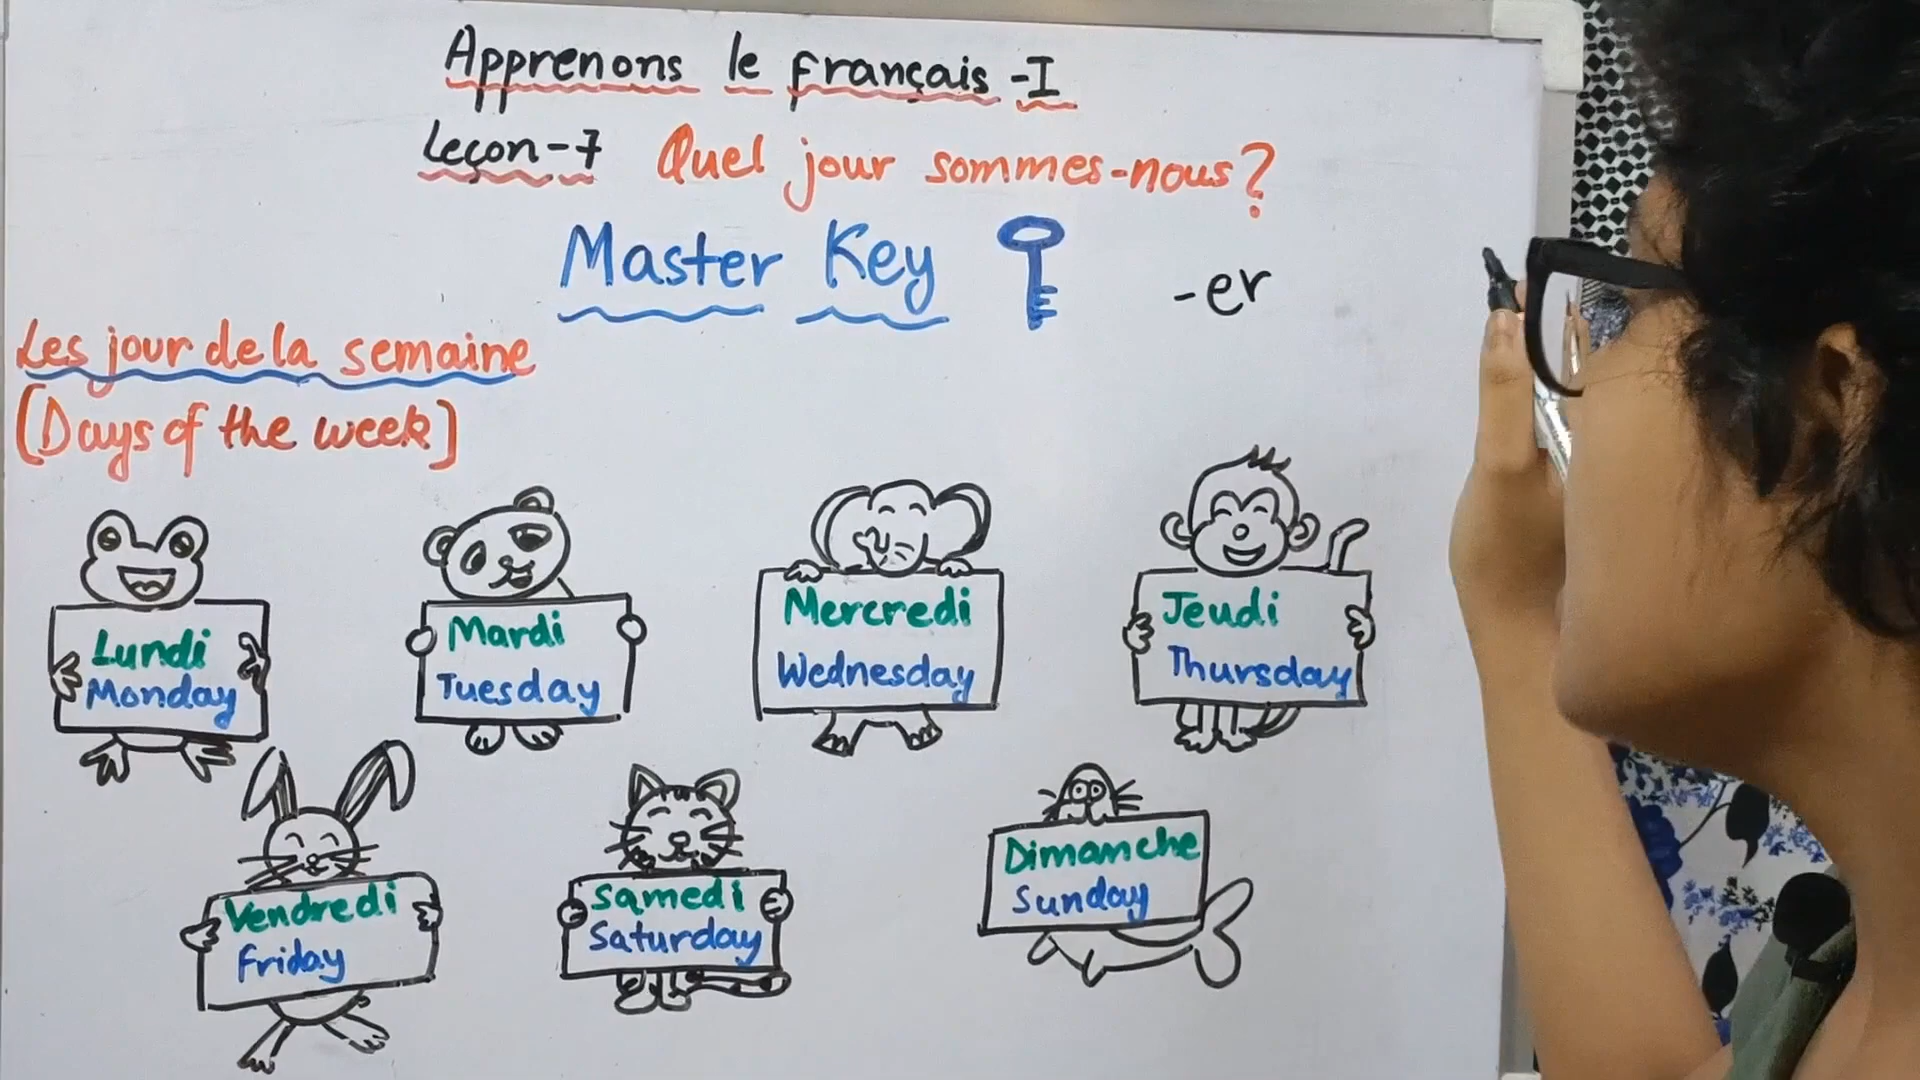 Apprenons le français -I
Leçon-7 Quel jour sommes-nous?
Master Key -er
Les jour de la semaine
[Days of the week]
Lundi
Monday
Mardi
Tuesday
Mercredi
Wednesday
Jeudi
Thursday
Vendredi
Friday
Samedi
Saturday
Dimanche
Sunday